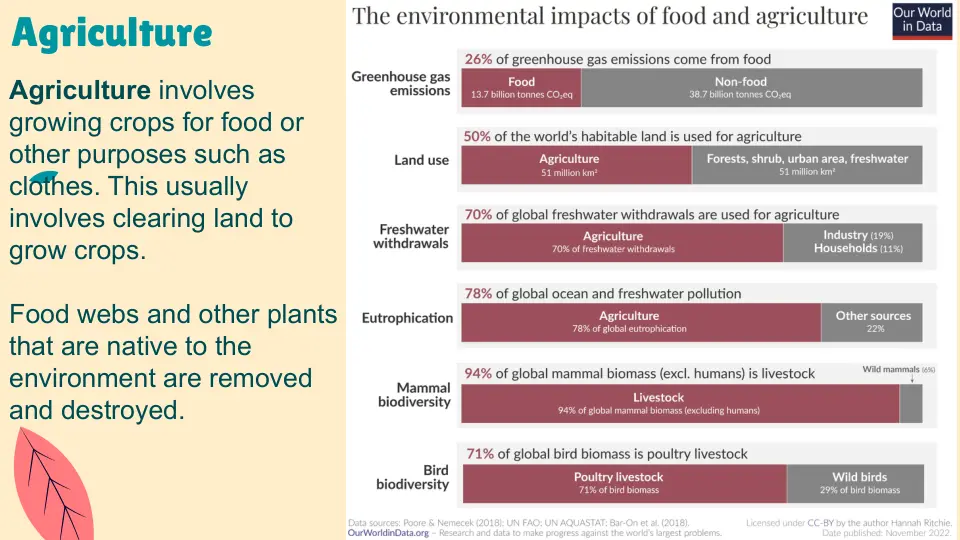 Agriculture
Agriculture involves
growing crops for food or
other purposes such as
clothes. This usually
involves clearing land to
grow crops.
Food webs and other plants
that are native to the
environment are removed
and destroyed.
The environmental impacts of food and agriculture
Our World
in Data
Greenhouse gas
emissions
26% of greenhouse gas emissions come from food
Food
13.7 billion tonnes CO₂eq
Non-food
38.7 billion tonnes CO₂eq
Land use
50% of the world's habitable land is used for agriculture
Agriculture
51 million km²
Forests, shrub, urban area, freshwater
51 million km²
Freshwater
withdrawals
70% of global freshwater withdrawals are used for agriculture
Agriculture
70% of freshwater withdrawals
Industry (19%)
Households (11%)
Eutrophication
78% of global ocean and freshwater pollution
Agriculture
78% of global eutrophication
Other sources
22%
Mammal
biodiversity
94% of global mammal biomass (excl. humans) is livestock
Wild mammals (6%)
Livestock
94% of global mammal biomass (excluding humans)
Bird
biodiversity
71% of global bird biomass is poultry livestock
Poultry livestock
71% of bird biomass
Wild birds
29% of bird biomass
Data sources: Poore & Nemecek (2018); UN FAO; UN AQUASTAT; Bar-On et al. (2018).
OurWorldinData.org – Research and data to make progress against the world's largest problems.
Licensed under CC-BY by the author Hannah Ritchie.
Date published: November 2022.